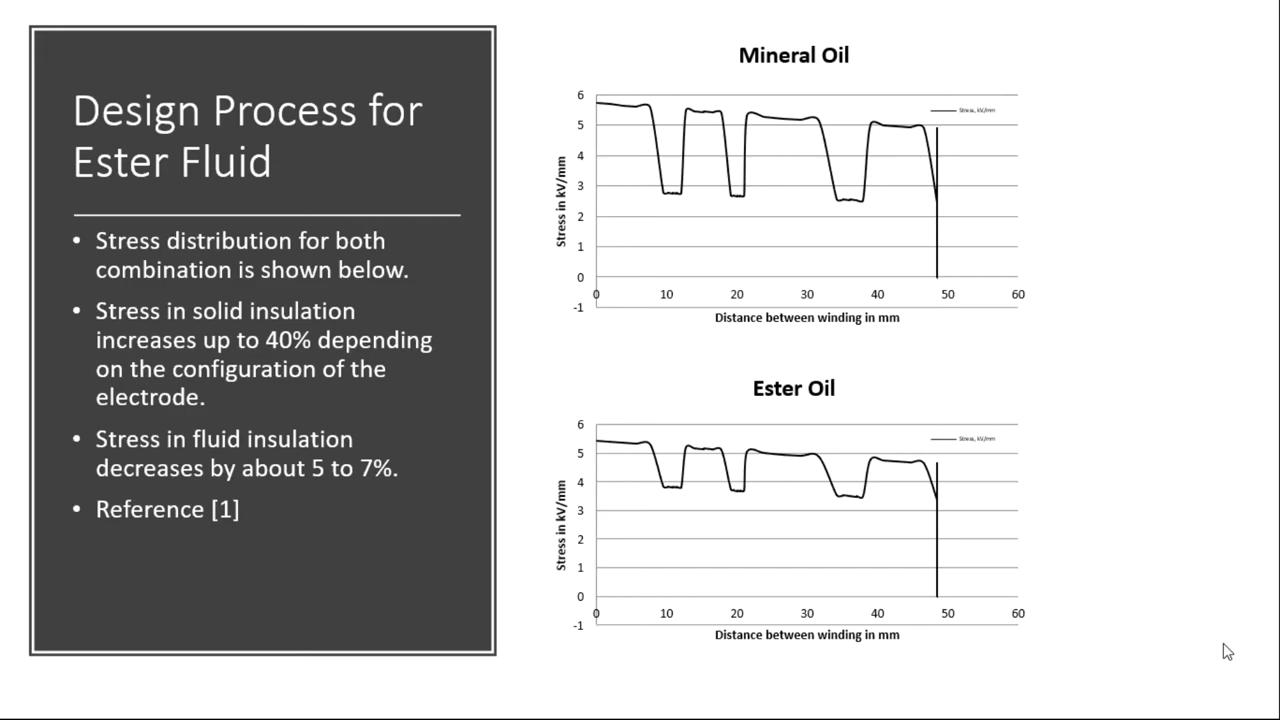 Design Process for
Ester Fluid
• Stress distribution for both
combination is shown below.
• Stress in solid insulation
increases up to 40% depending
on the configuration of the
electrode.
• Stress in fluid insulation
decreases by about 5 to 7%.
• Reference [1]
Mineral Oil
Stress in kV/mm
6
5
4
3
2
1
0
-1
0 10 20 30 40 50 60
Stress, kV/mm
Distance between winding in mm
Ester Oil
Stress in kV/mm
6
5
4
3
2
1
0
-1
0 10 20 30 40 50 60
Stress, kV/mm
Distance between winding in mm